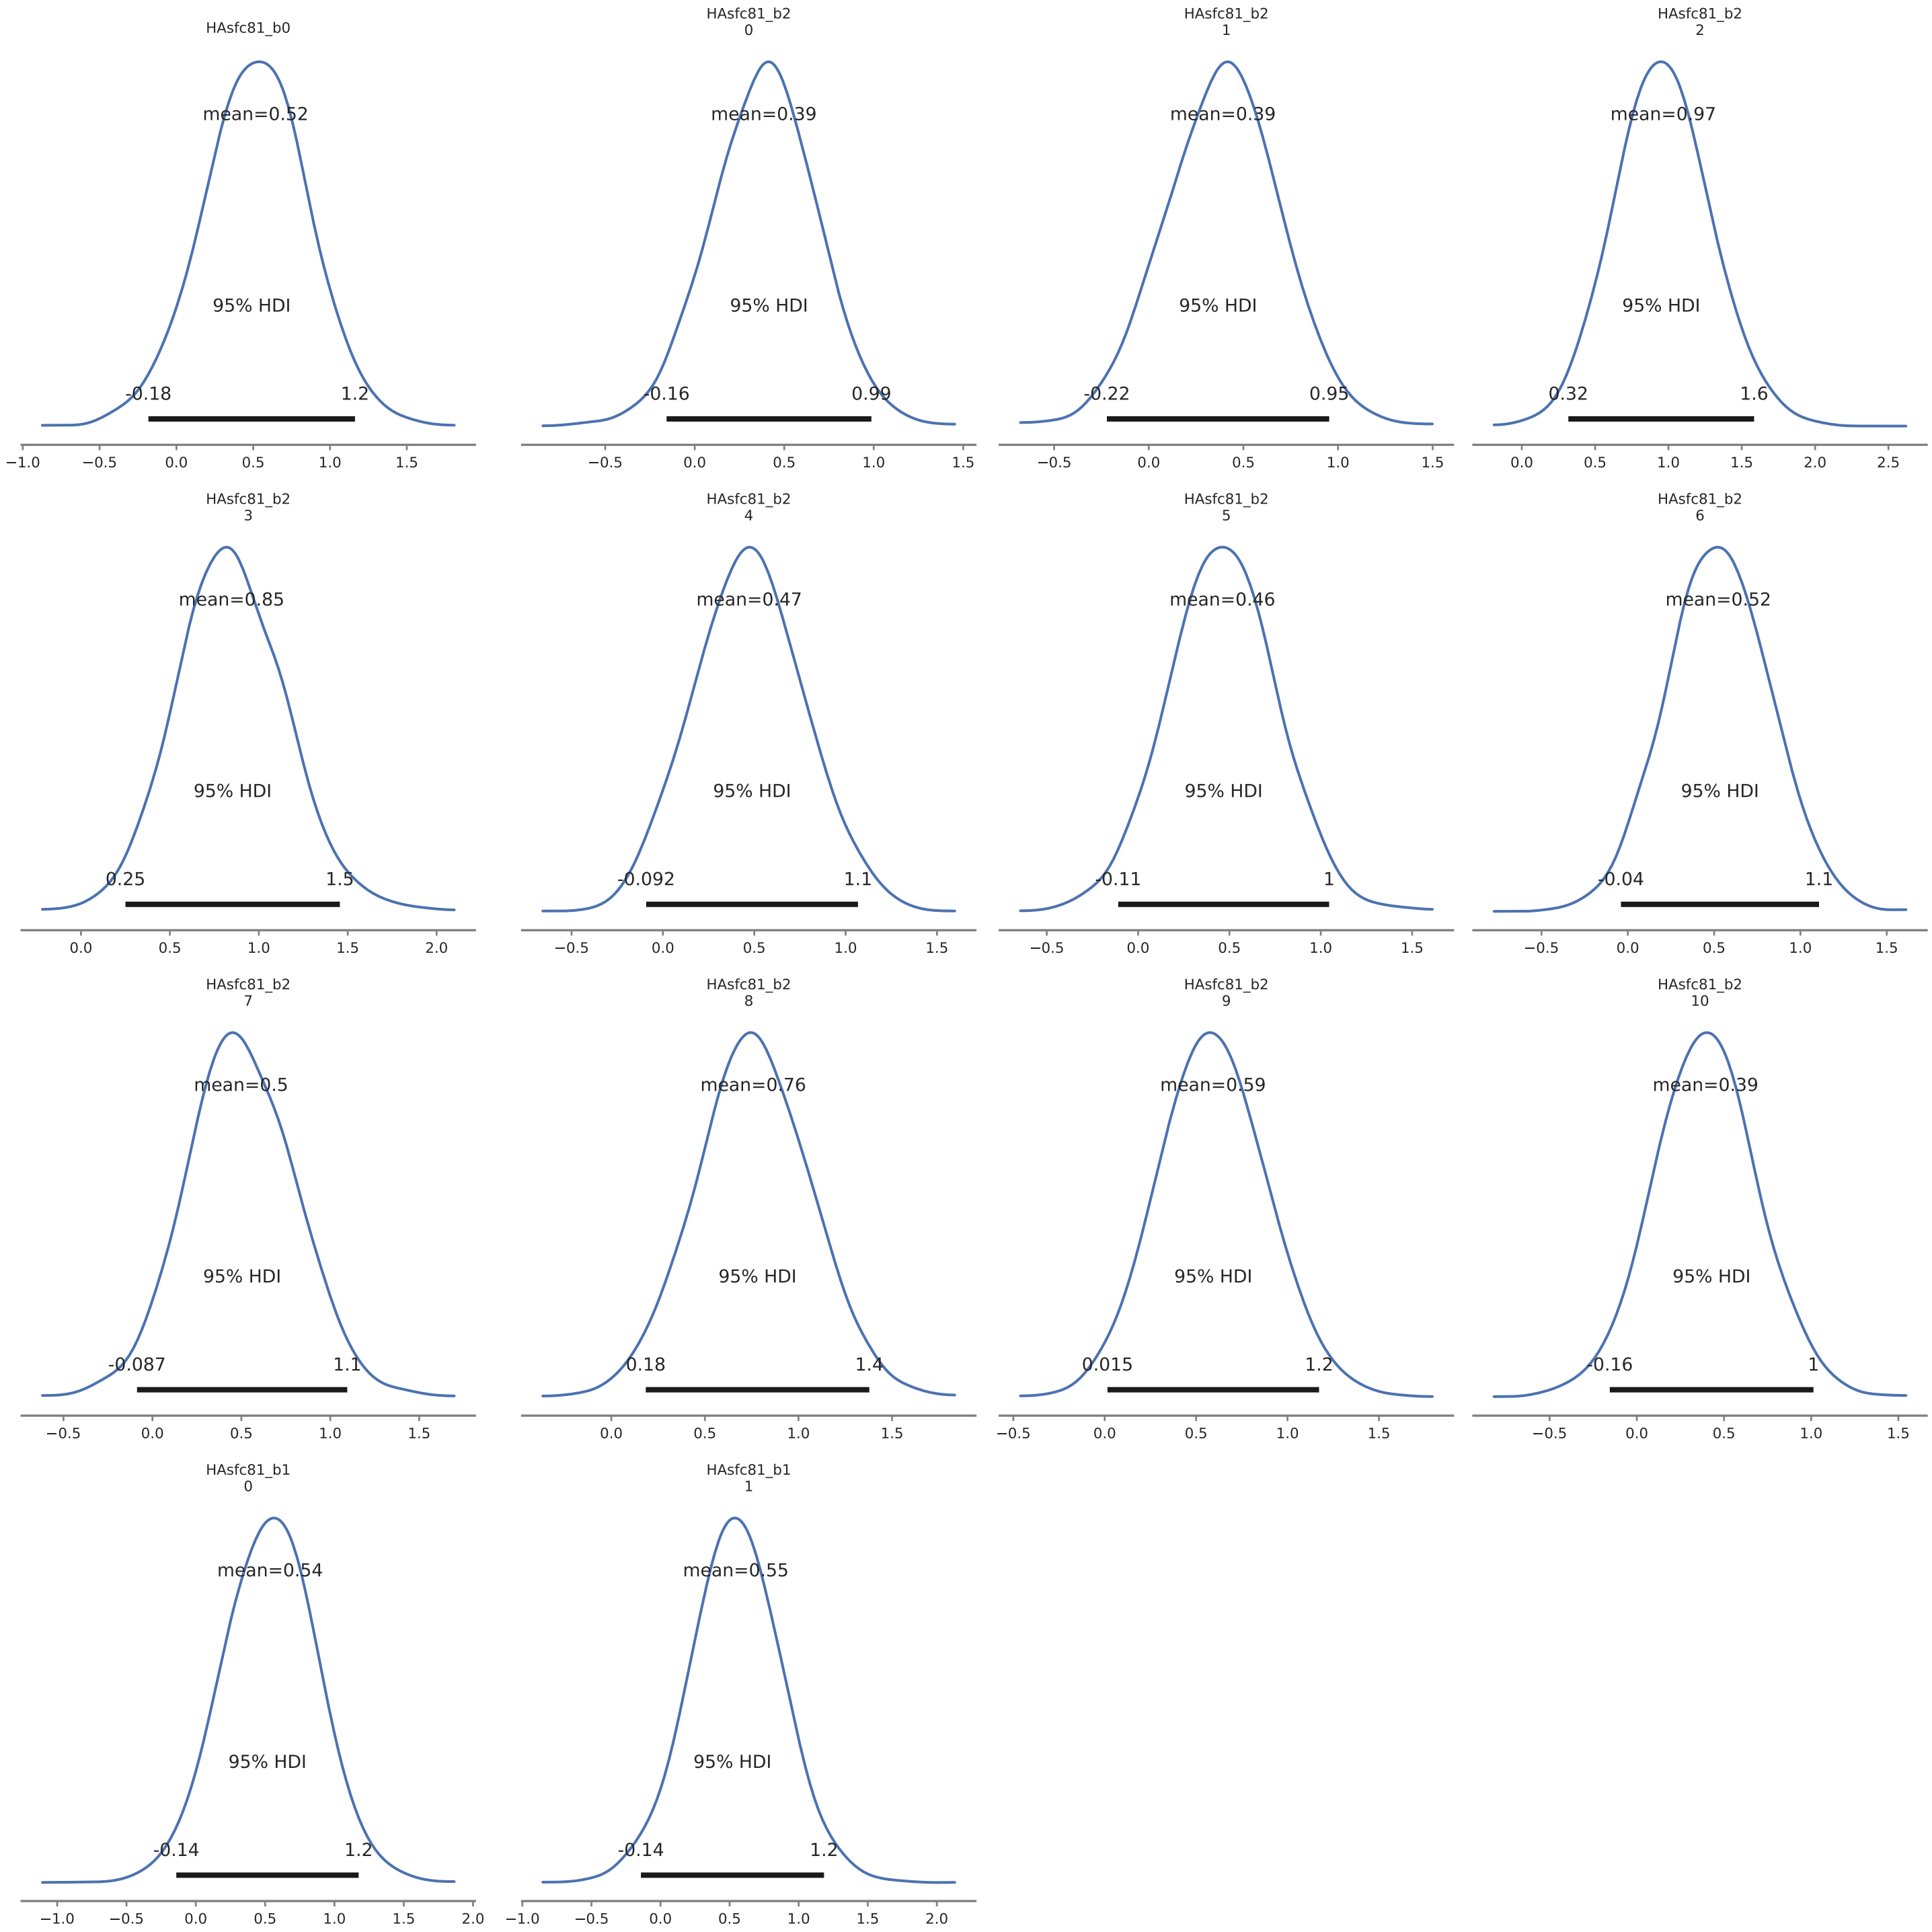 HAsfc81_b0
mean=0.52
95% HDI
-0.18 1.2
−1.0 −0.5 0.0 0.5 1.0 1.5
HAsfc81_b2
0
mean=0.39
95% HDI
-0.16 0.99
−0.5 0.0 0.5 1.0 1.5
HAsfc81_b2
1
mean=0.39
95% HDI
-0.22 0.95
−0.5 0.0 0.5 1.0 1.5
HAsfc81_b2
2
mean=0.97
95% HDI
0.32 1.6
0.0 0.5 1.0 1.5 2.0 2.5
HAsfc81_b2
3
mean=0.85
95% HDI
0.25 1.5
0.0 0.5 1.0 1.5 2.0
HAsfc81_b2
4
mean=0.47
95% HDI
-0.092 1.1
−0.5 0.0 0.5 1.0 1.5
HAsfc81_b2
5
mean=0.46
95% HDI
-0.11 1
−0.5 0.0 0.5 1.0 1.5
HAsfc81_b2
6
mean=0.52
95% HDI
-0.04 1.1
−0.5 0.0 0.5 1.0 1.5
HAsfc81_b2
7
mean=0.5
95% HDI
-0.087 1.1
−0.5 0.0 0.5 1.0 1.5
HAsfc81_b2
8
mean=0.76
95% HDI
0.18 1.4
0.0 0.5 1.0 1.5
HAsfc81_b2
9
mean=0.59
95% HDI
0.015 1.2
−0.5 0.0 0.5 1.0 1.5
HAsfc81_b2
10
mean=0.39
95% HDI
-0.16 1
−0.5 0.0 0.5 1.0 1.5
HAsfc81_b1
0
mean=0.54
95% HDI
-0.14 1.2
−1.0 −0.5 0.0 0.5 1.0 1.5 2.0
HAsfc81_b1
1
mean=0.55
95% HDI
-0.14 1.2
−1.0 −0.5 0.0 0.5 1.0 1.5 2.0